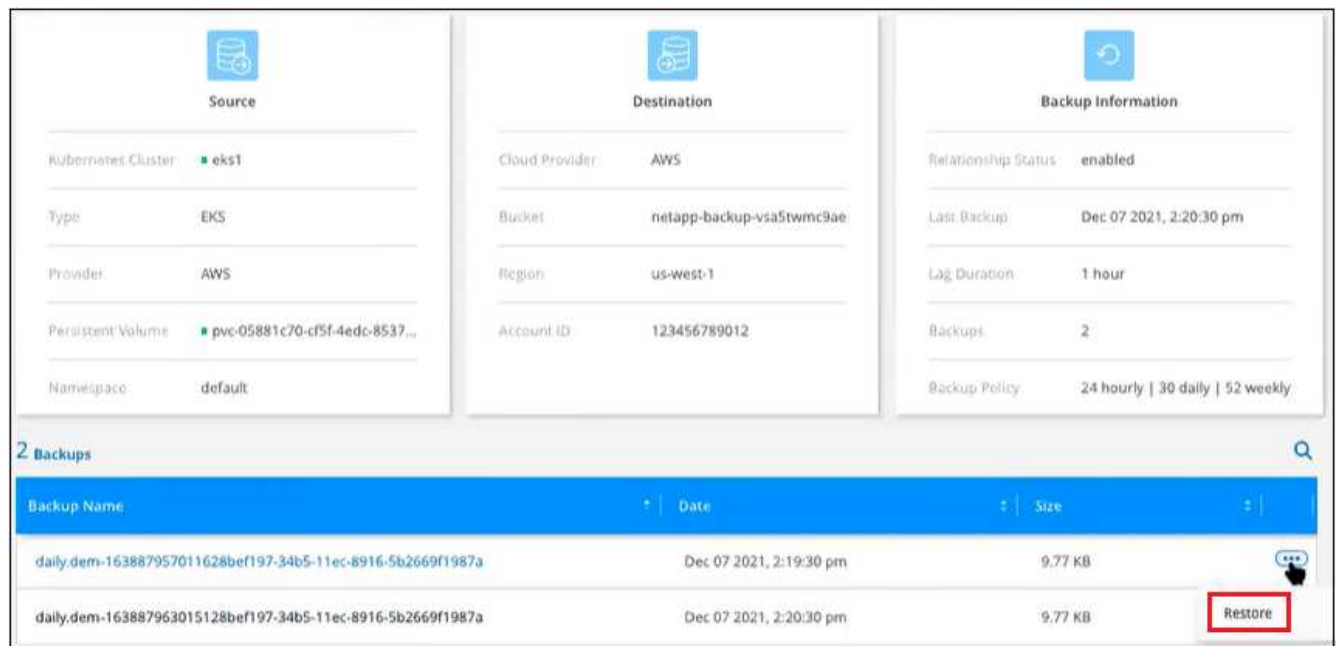 Source
Kubernetes Cluster eks1
Type EKS
Provider AWS
Persistent Volume pvc-05881c70-cf5f-4edc-8537...
Namespace default
Destination
Cloud Provider AWS
Bucket netapp-backup-vsa5twmc9ae
Region us-west-1
Account ID 123456789012
Backup Information
Relationship Status enabled
Last Backup Dec 07 2021, 2:20:30 pm
Lag Duration 1 hour
Backups 2
Backup Policy 24 hourly | 30 daily | 52 weekly
2 Backups
Backup Name Date Size
daily.dem-163887957011628bef197-34b5-11ec-8916-5b2669f1987a Dec 07 2021, 2:19:30 pm 9.77 KB
daily.dem-163887963015128bef197-34b5-11ec-8916-5b2669f1987a Dec 07 2021, 2:20:30 pm 9.77 KB
Restore